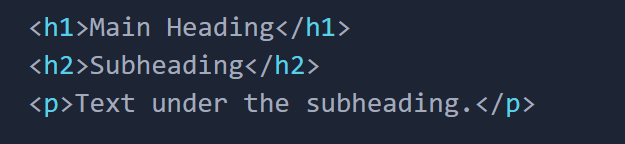 <h1>Main Heading</h1>
<h2>Subheading</h2>
<p>Text under the subheading.</p>